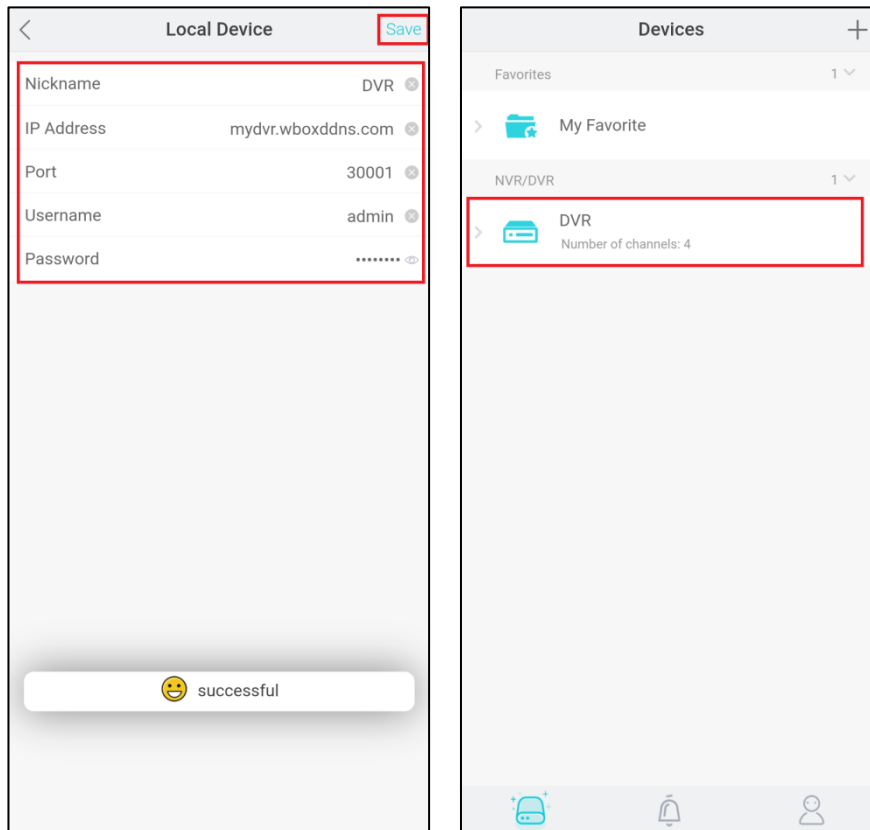 Local Device
Save
Nickname DVR
IP Address mydvr.wboxddns.com
Port 30001
Username admin
Password ••••••••
successful
Devices
Favorites 1
My Favorite
NVR/DVR 1
DVR
Number of channels: 4